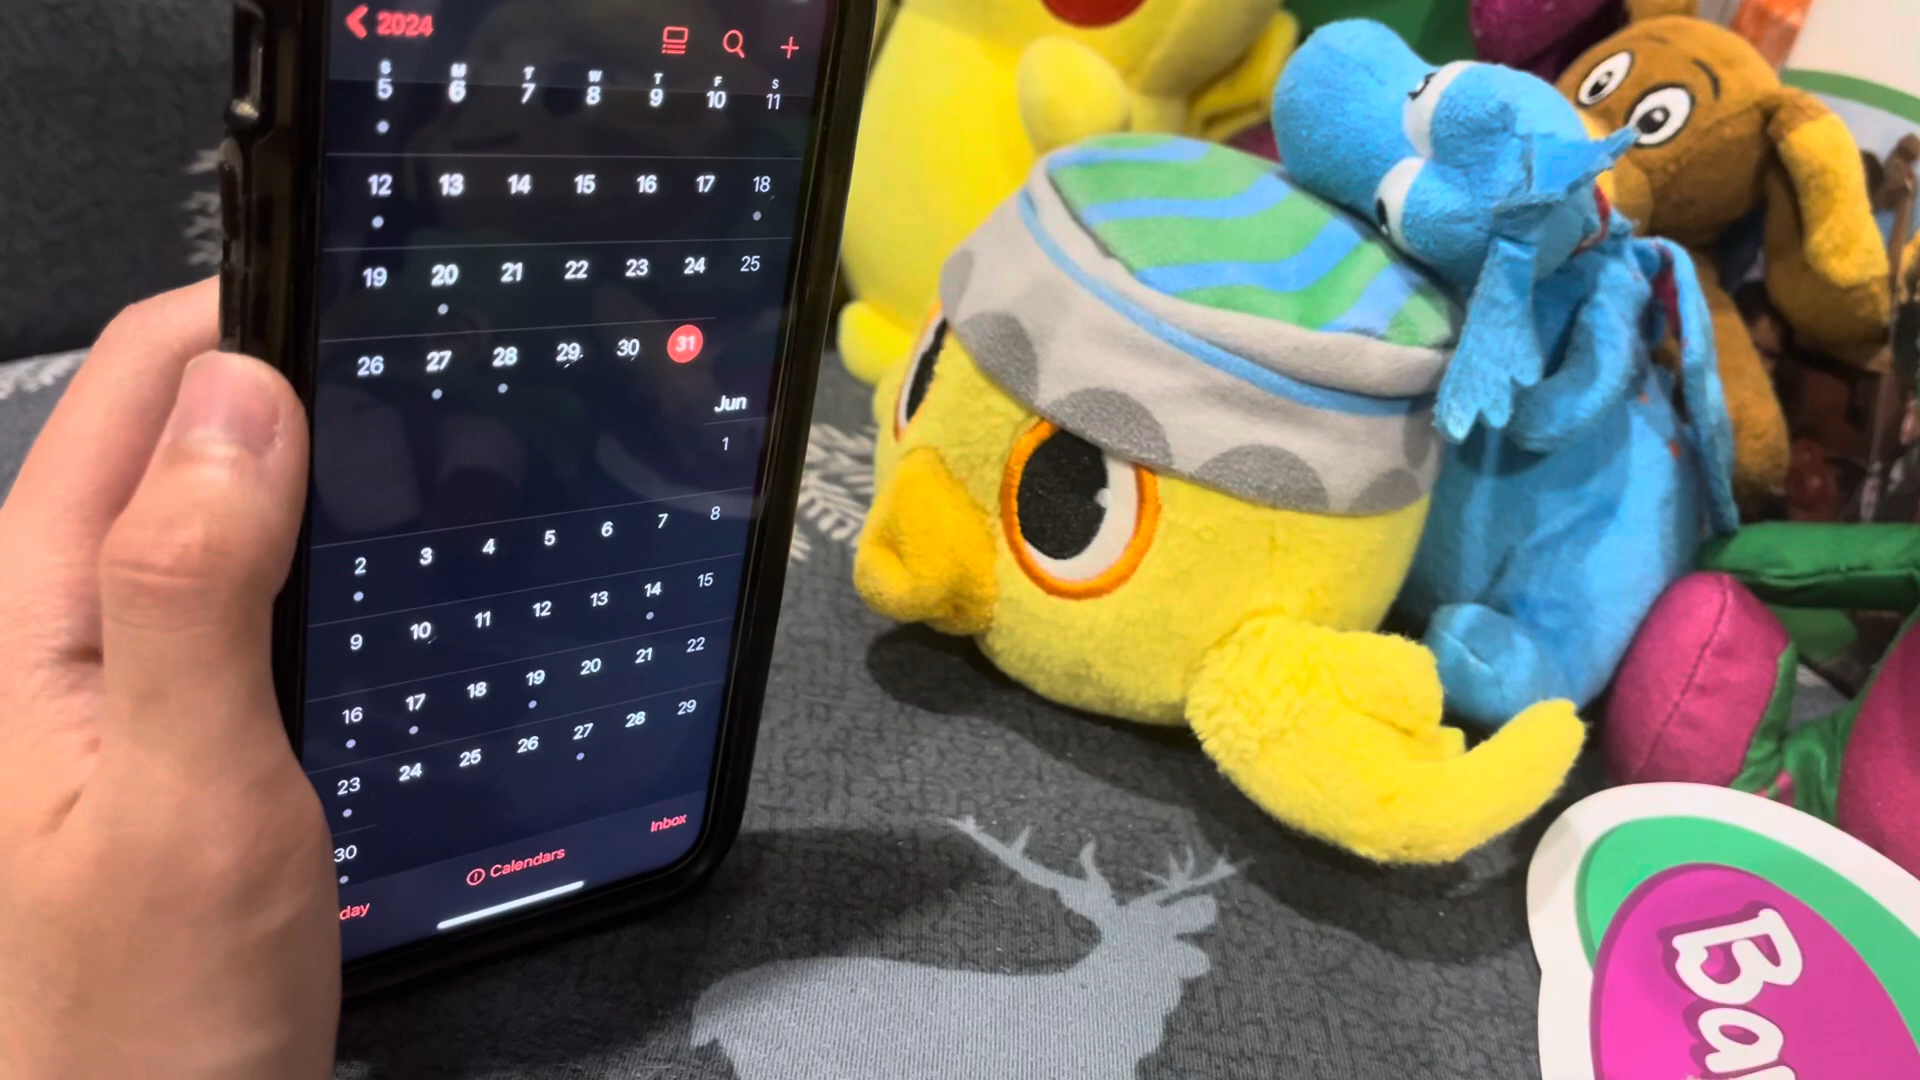 2024
S M T W T F S
5 6 7 8 9 10 11
12 13 14 15 16 17 18
19 20 21 22 23 24 25
26 27 28 29 30 31
Jun
1
2 3 4 5 6 7 8
9 10 11 12 13 14 15
16 17 18 19 20 21 22
23 24 25 26 27 28 29
30
day Calendars Inbox
Ba